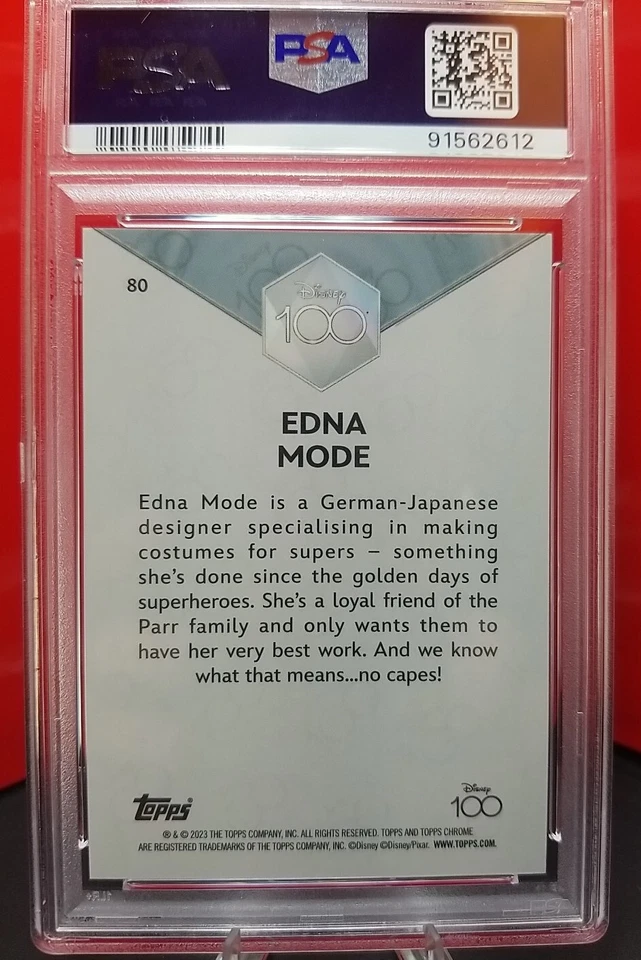 PSA
PSA
91562612
80
Disney
100
EDNA
MODE
Edna Mode is a German-Japanese
designer specialising in making
costumes for supers – something
she's done since the golden days of
superheroes. She's a loyal friend of the
Parr family and only wants them to
have her very best work. And we know
what that means...no capes!
Topps
Disney
100
® & © 2023 THE TOPPS COMPANY, INC. ALL RIGHTS RESERVED. TOPPS AND TOPPS CHROME
ARE REGISTERED TRADEMARKS OF THE TOPPS COMPANY, INC. ©Disney ©Disney/Pixar. WWW.TOPPS.COM.